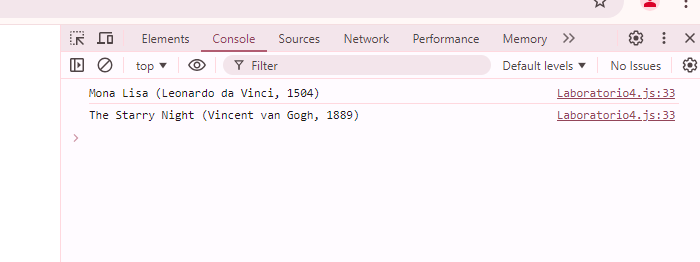 Elements Console Sources Network Performance Memory
top Filter Default levels No Issues
Mona Lisa (Leonardo da Vinci, 1504) Laboratorio4.js:33
The Starry Night (Vincent van Gogh, 1889) Laboratorio4.js:33